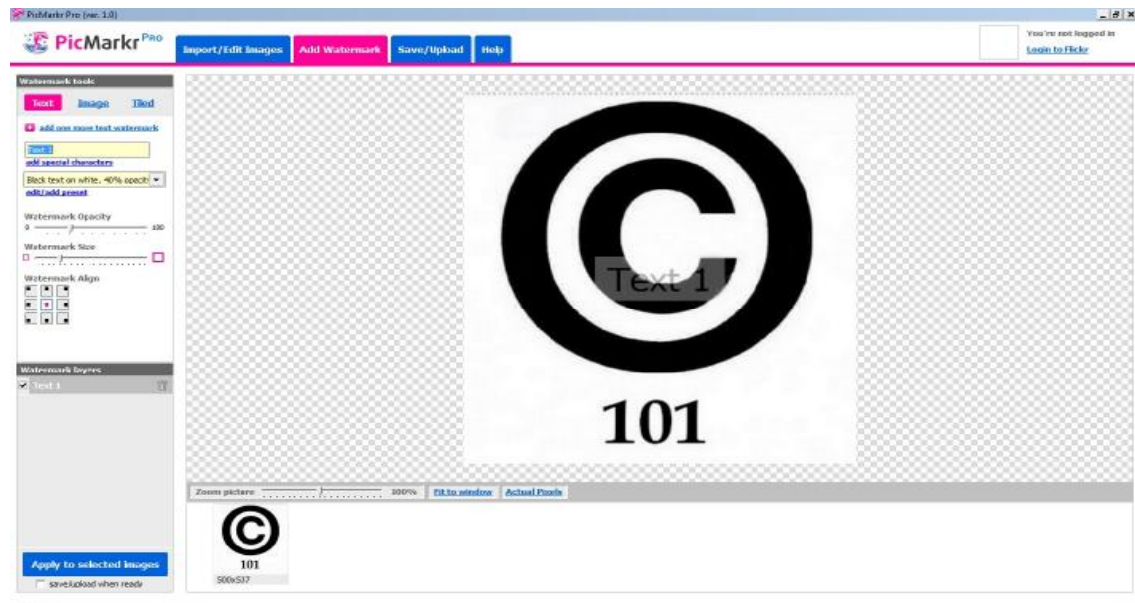 PicMarkr Pro (ver. 1.0)
PicMarkr PRO
Import/Edit Images
Add Watermark
Save/Upload
Help
You're not logged in
Login to Flickr
Watermark tools
Text
Image
Tiled
add one more text watermark
Text 1
add special characters
Black text on white, 40% opacit
edit/add preset
Watermark Opacity
0 100
Watermark Size
Watermark Align
Watermark layers
Text 1
Apply to selected images
save/upload when ready
©
Text 1
101
Zoom picture 100% Fit to window Actual Pixels
©
101
500x537